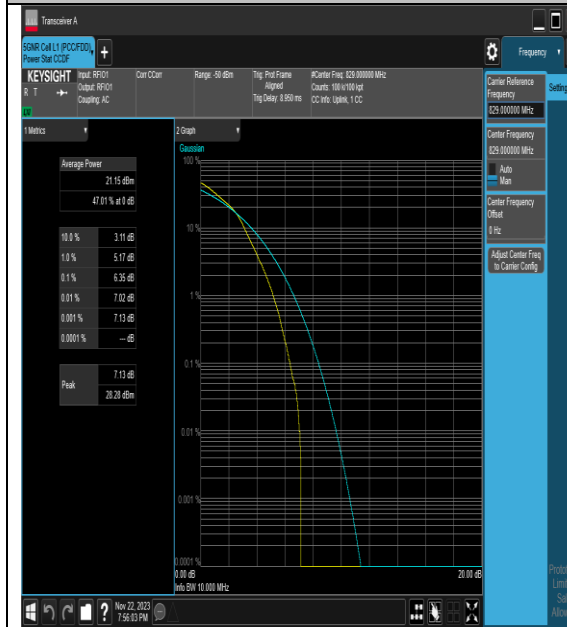 Transceiver A
5GNR Cell L1 (PCC/FDD),
Power Stat CCDF
+
Frequency
KEYSIGHT
R T
Input: RFIO1
Output: RFIO1
Coupling: AC
Corr CCorr
Range: -50 dBm
Trig: Prot Frame
Aligned
Trig Delay: 8.950 ms
#Center Freq: 829.000000 MHz
Counts: 100 k/100 kpt
CC Info: Uplink, 1 CC
Carrier Reference
Frequency
829.000000 MHz
Setting
Center Frequency
829.000000 MHz
Auto
Man
Center Frequency
Offset
0 Hz
Adjust Center Freq
to Carrier Config
1 Metrics
Average Power
21.15 dBm
47.01 % at 0 dB
10.0 % 3.11 dB
1.0 % 5.17 dB
0.1 % 6.35 dB
0.01 % 7.02 dB
0.001 % 7.13 dB
0.0001 % --- dB
Peak
7.13 dB
28.28 dBm
2 Graph
Gaussian
100 %
10 %
1 %
0.1 %
0.01 %
0.001 %
0.0001 %
0.00 dB
20.00 dB
Info BW 10.000 MHz
?
Nov 22, 2023
7:56:03 PM